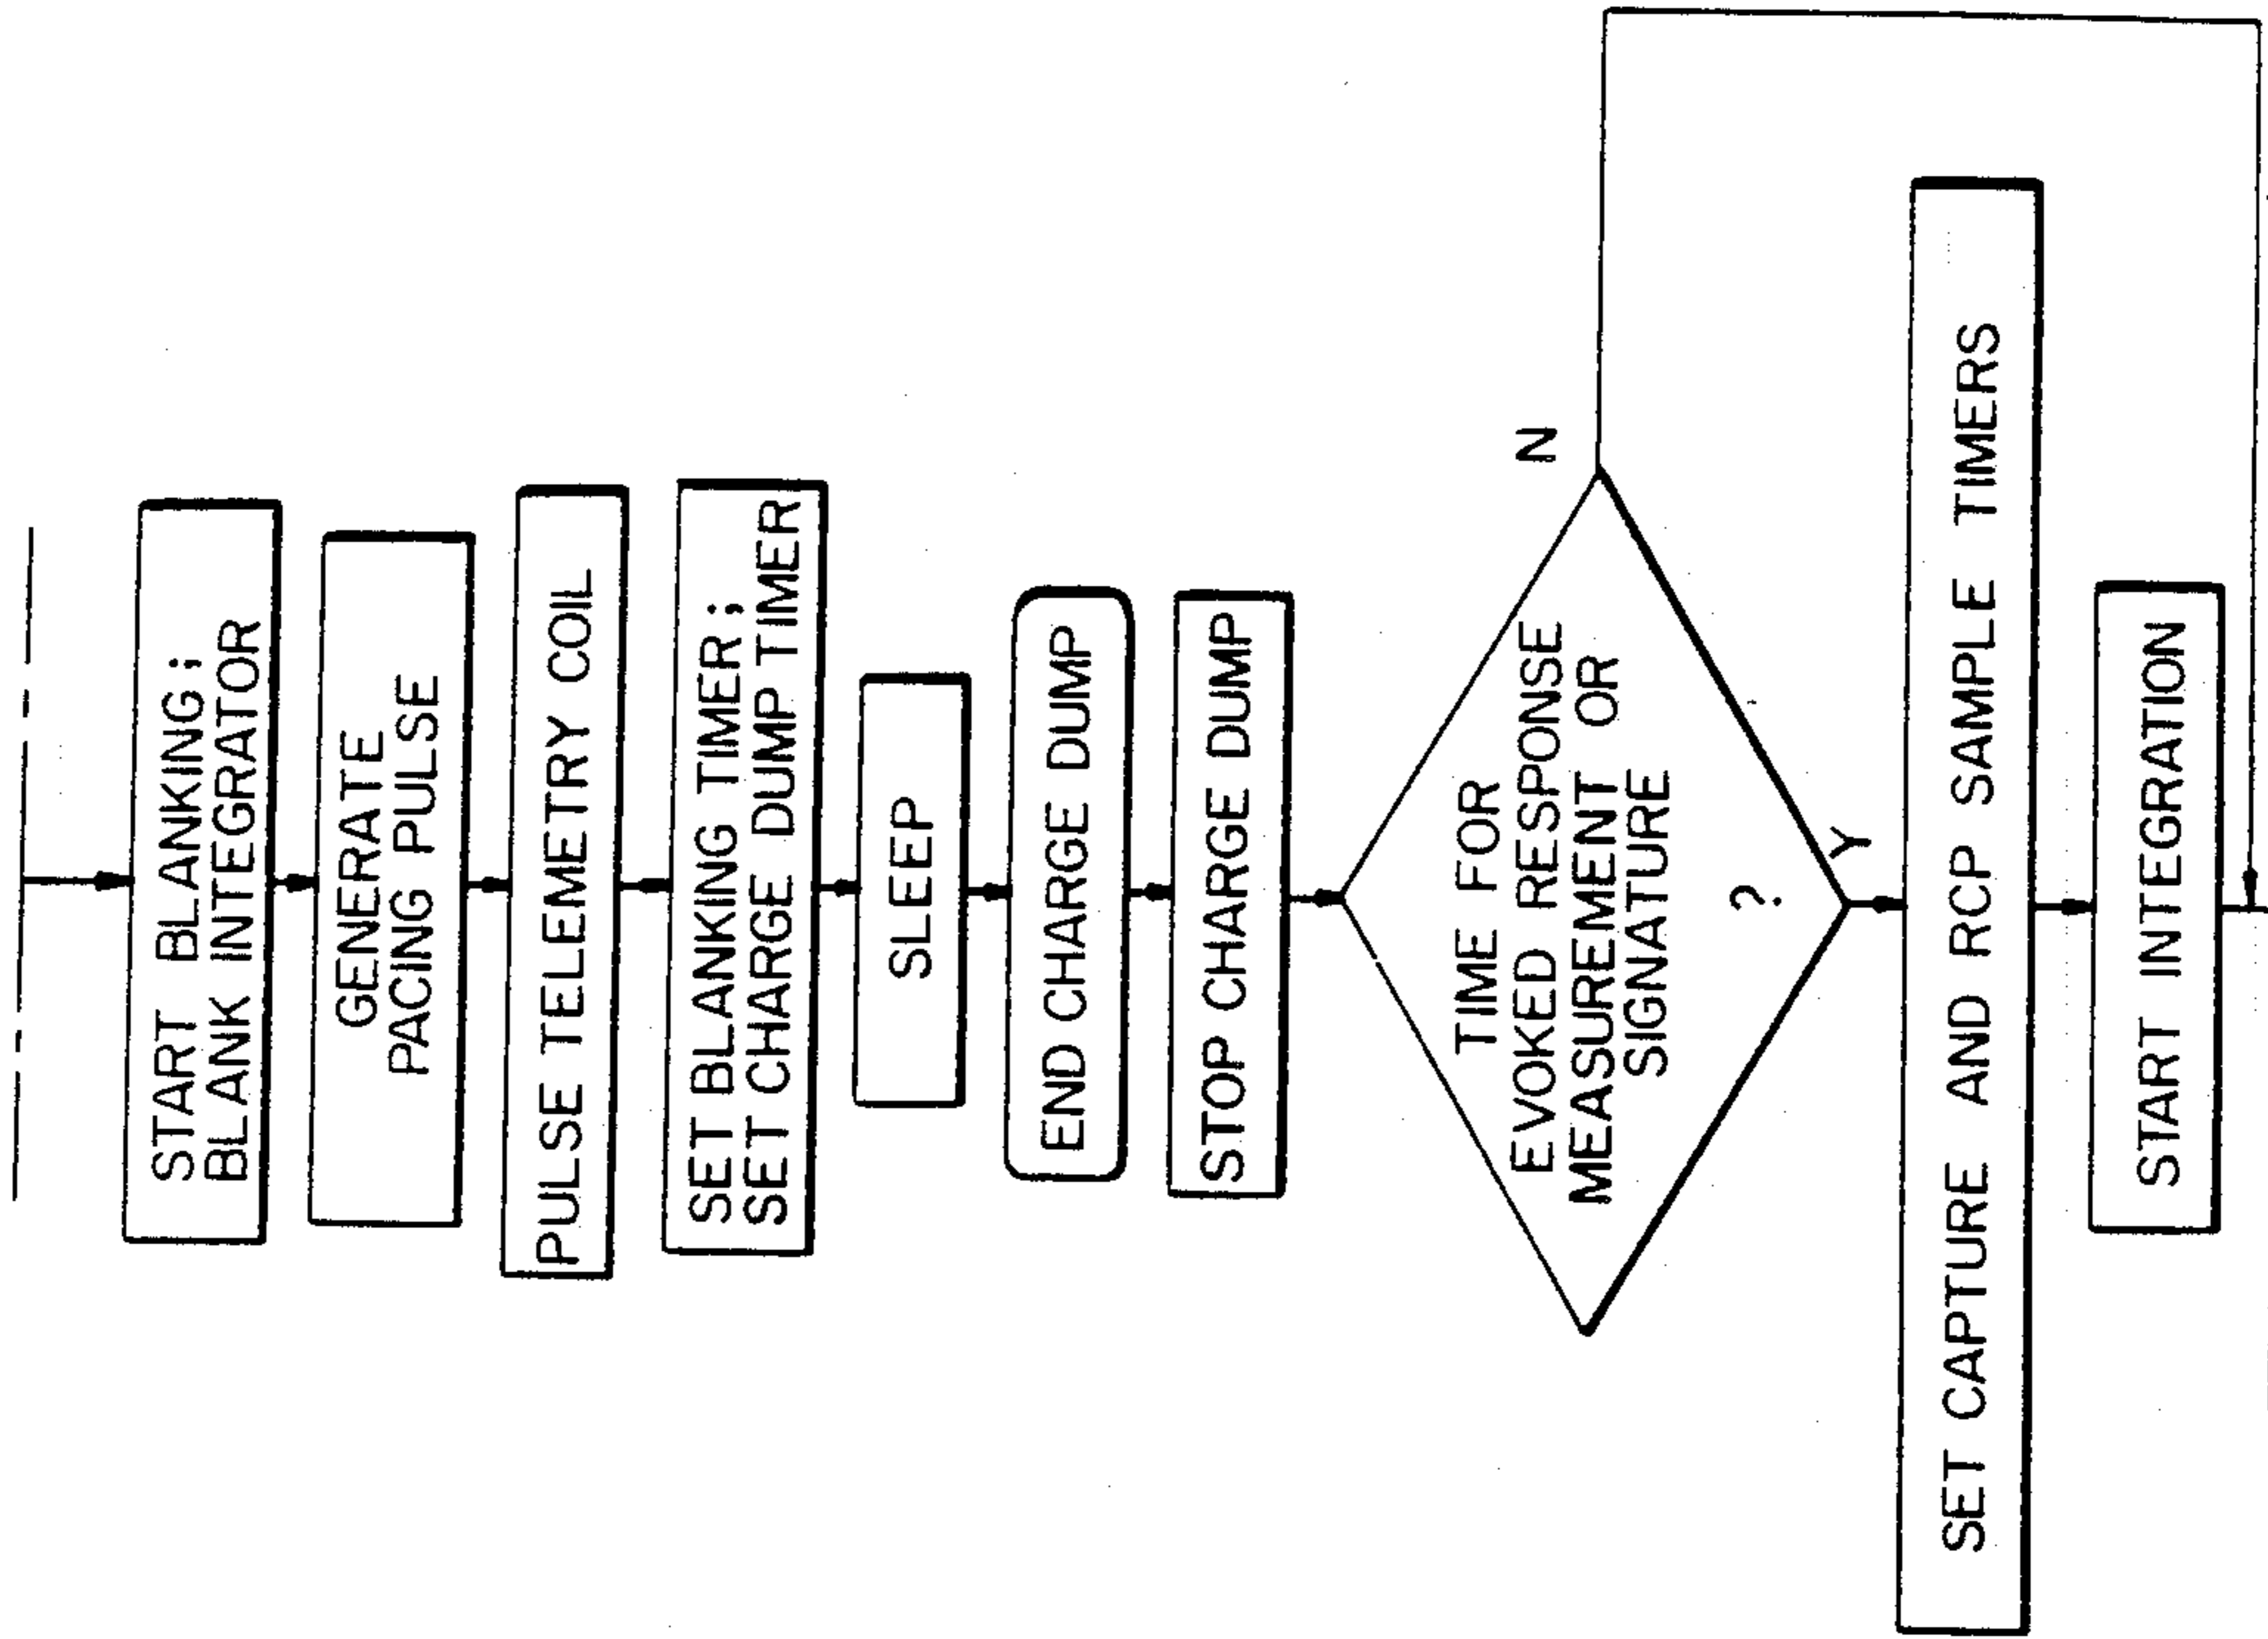 START BLANKING;
BLANK INTEGRATOR
GENERATE
PACING PULSE
PULSE TELEMETRY COIL
SET BLANKING TIMER;
SET CHARGE DUMP TIMER
SLEEP
END CHARGE DUMP
STOP CHARGE DUMP
TIME FOR
EVOKED RESPONSE
MEASUREMENT OR
SIGNATURE
?
N
Y
SET CAPTURE AND RCP SAMPLE TIMERS
START INTEGRATION